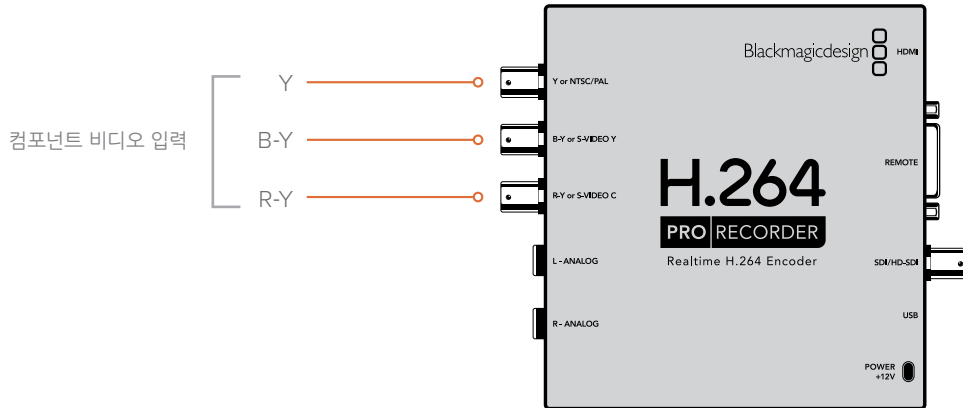 컴포넌트 비디오 입력
Y
B-Y
R-Y
Blackmagicdesign
HDMI
Y or NTSC/PAL
B-Y or S-VIDEO Y
R-Y or S-VIDEO C
L - ANALOG
R - ANALOG
H.264
PRO RECORDER
Realtime H.264 Encoder
REMOTE
SDI/HD-SDI
USB
POWER
+12V